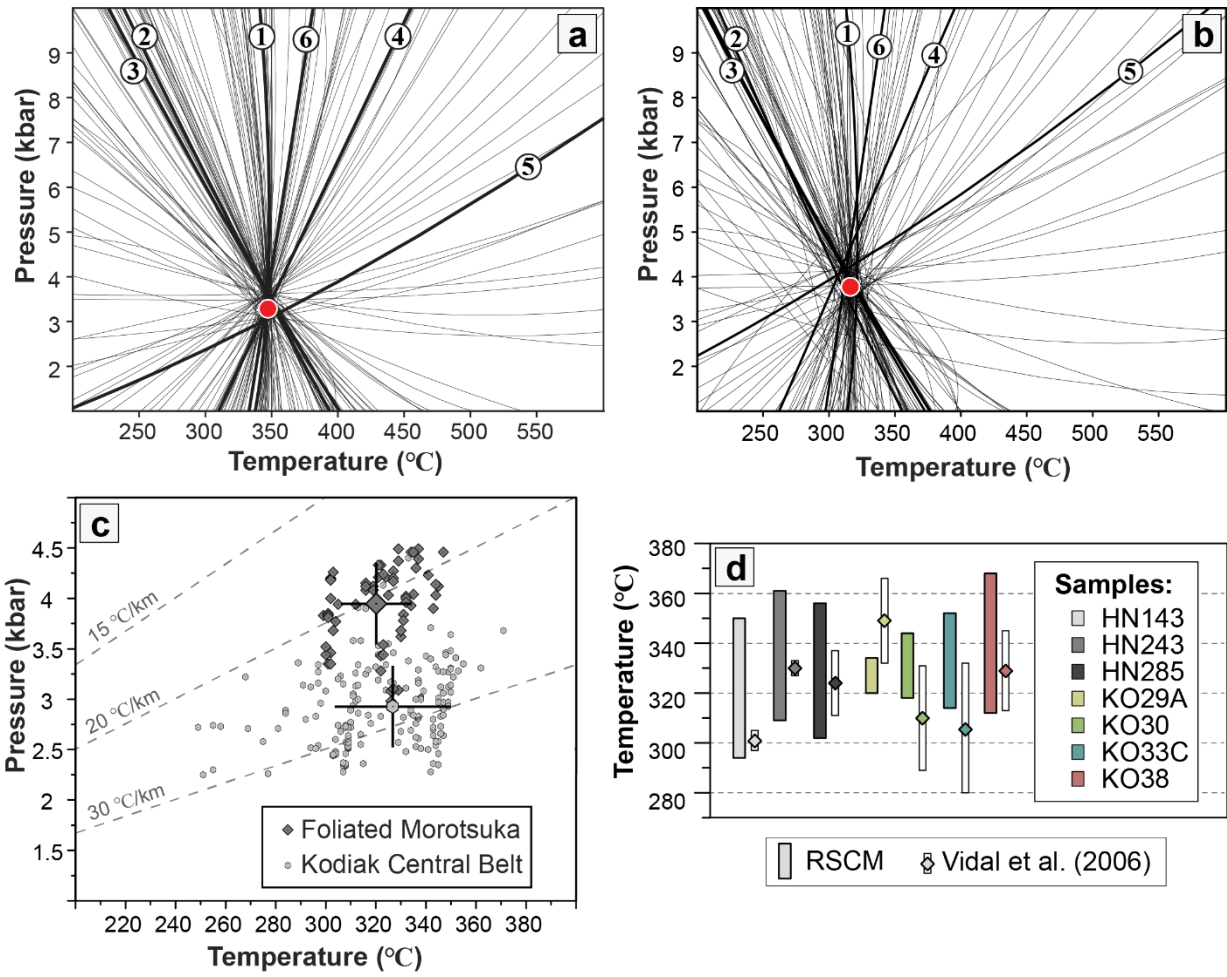 a
2
3
1
6
4
5
9
8
7
6
5
4
3
2
Pressure (kbar)
250 300 350 400 450 500 550
Temperature (°C)
b
2
3
1
6
4
5
9
8
7
6
5
4
3
2
Pressure (kbar)
250 300 350 400 450 500 550
Temperature (°C)
c
4.5
4
3.5
3
2.5
2
1.5
Pressure (kbar)
15 °C/km
20 °C/km
30 °C/km
Foliated Morotsuka
Kodiak Central Belt
220 240 260 280 300 320 340 360 380
Temperature (°C)
d
380
360
340
320
300
280
Temperature (°C)
Samples:
HN143
HN243
HN285
KO29A
KO30
KO33C
KO38
RSCM
Vidal et al. (2006)